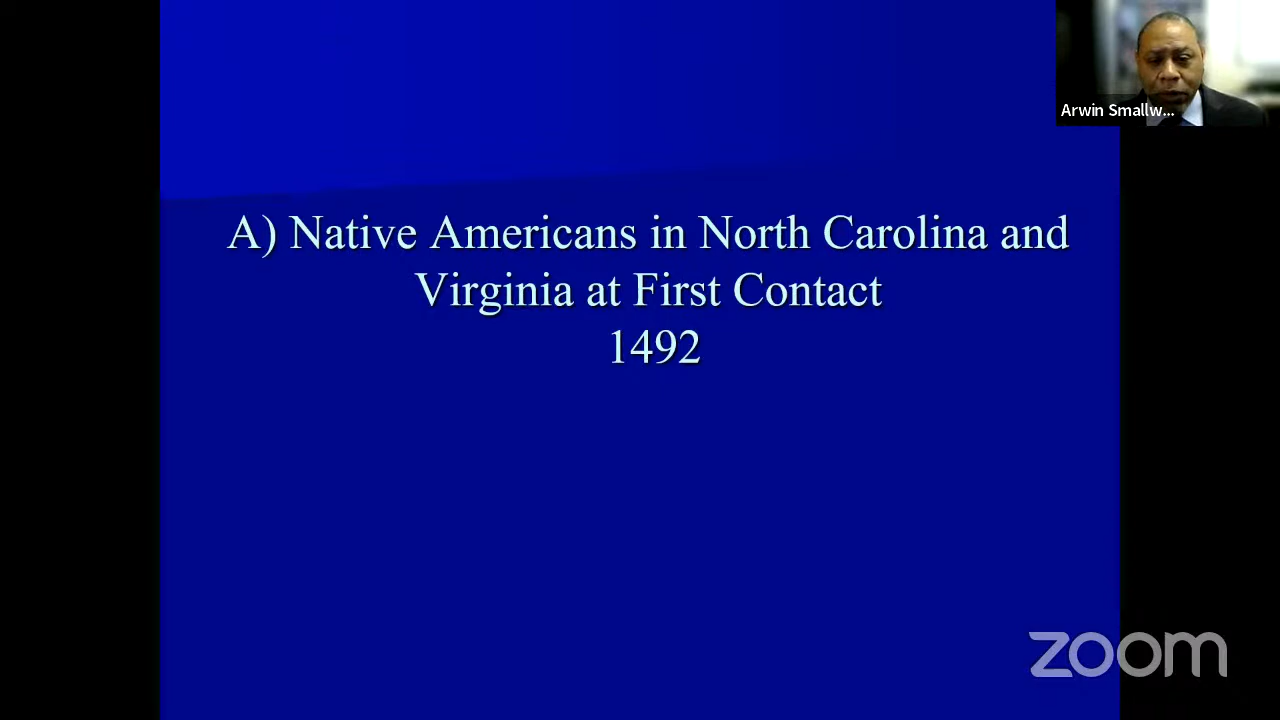 Arwin Smallw...
A) Native Americans in North Carolina and
Virginia at First Contact
1492
zoom